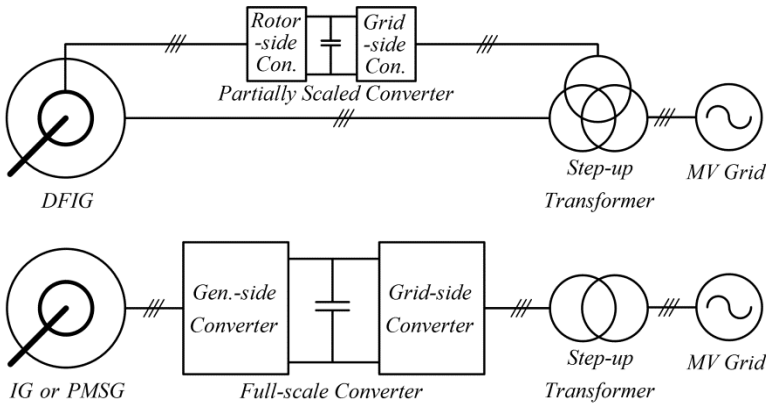 Rotor
-side
Con.
Grid
-side
Con.
Partially Scaled Converter
DFIG
Step-up
Transformer
MV Grid
Gen.-side
Converter
Grid-side
Converter
IG or PMSG
Full-scale Converter
Step-up
Transformer
MV Grid